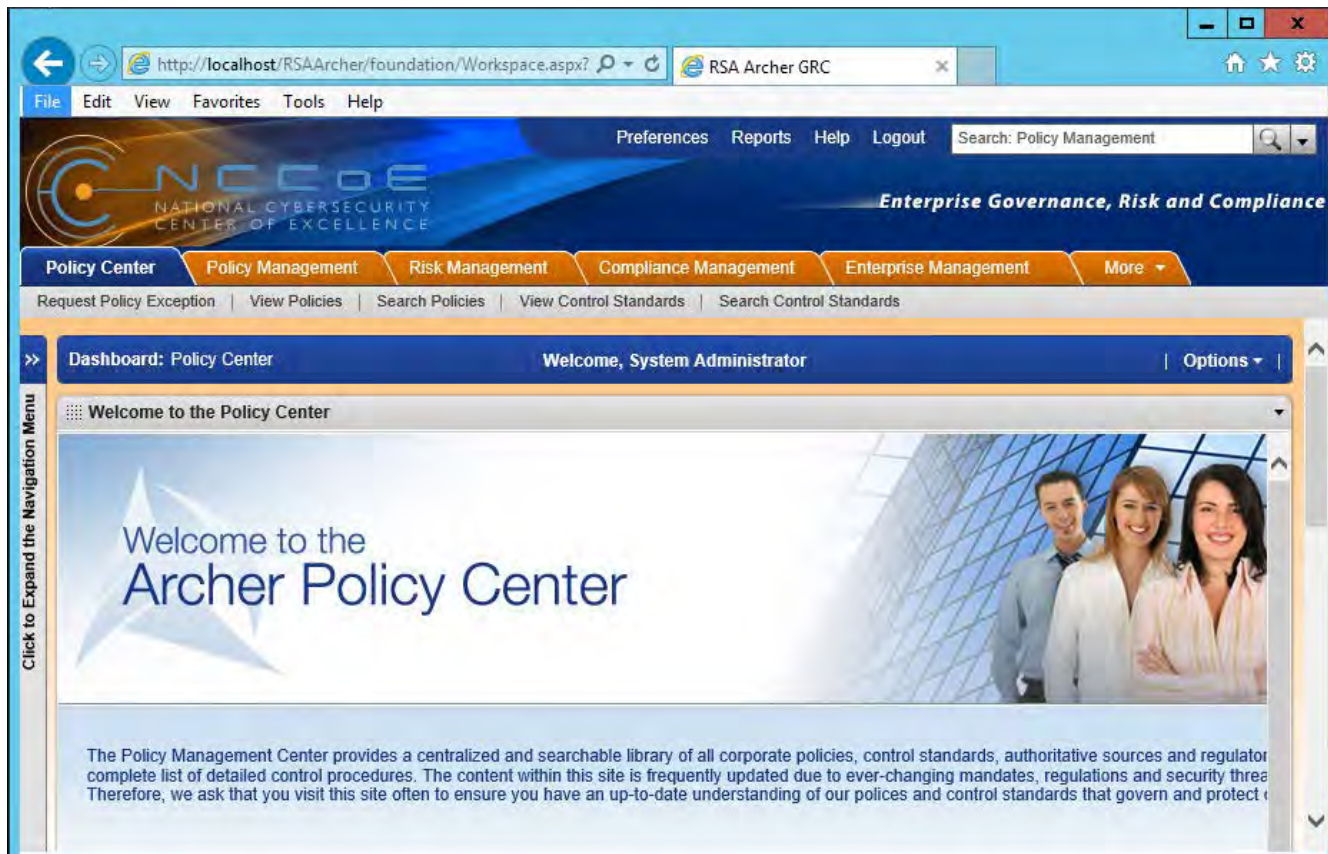 http://localhost/RSAArcher/foundation/Workspace.aspx?
RSA Archer GRC
File Edit View Favorites Tools Help
Preferences Reports Help Logout Search: Policy Management
NCCoE
NATIONAL CYBERSECURITY
CENTER OF EXCELLENCE
Enterprise Governance, Risk and Compliance
Policy Center Policy Management Risk Management Compliance Management Enterprise Management More
Request Policy Exception | View Policies | Search Policies | View Control Standards | Search Control Standards
>> Dashboard: Policy Center Welcome, System Administrator | Options |
Click to Expand the Navigation Menu
Welcome to the Policy Center
Welcome to the
Archer Policy Center
The Policy Management Center provides a centralized and searchable library of all corporate policies, control standards, authoritative sources and regulator
complete list of detailed control procedures. The content within this site is frequently updated due to ever-changing mandates, regulations and security threa
Therefore, we ask that you visit this site often to ensure you have an up-to-date understanding of our polices and control standards that govern and protect